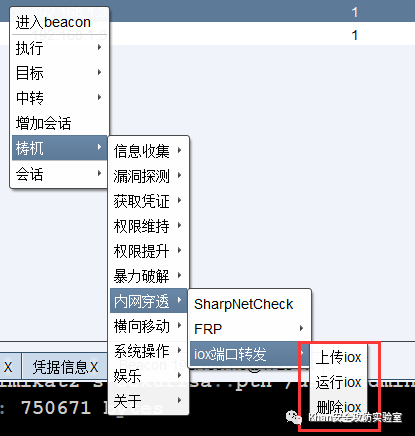 1
进入beacon
1
执行
目标
中转
增加会话
梼杌
会话
信息收集
漏洞探测
获取凭证
权限维持
权限提升
暴力破解
内网穿透
横向移动
系统操作
娱乐
关于
SharpNetCheck
FRP
iox端口转发
上传iox
运行iox
删除iox
X
凭据信息X
: 750671
Khan安全攻防实验室